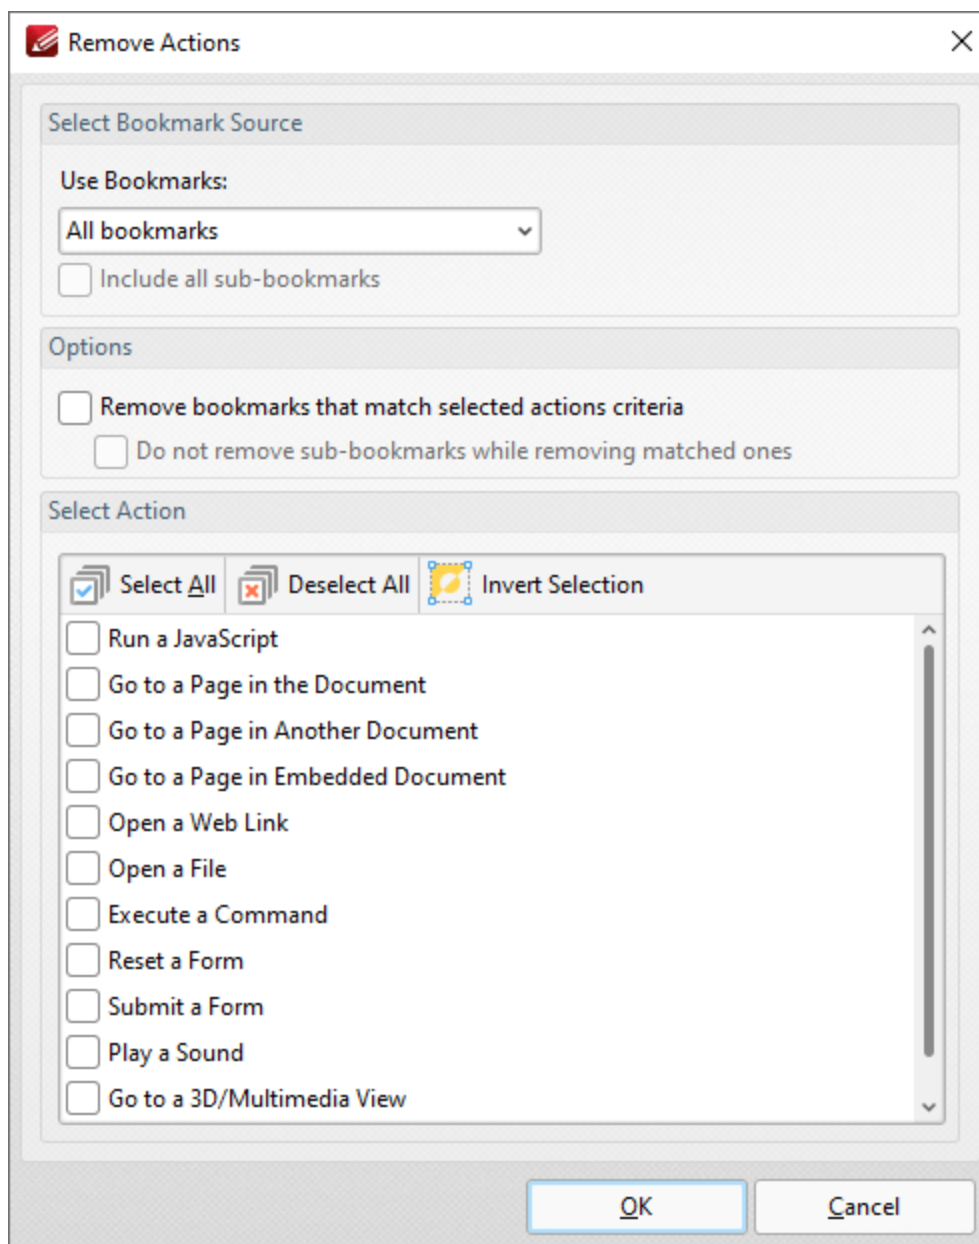 Remove Actions
Select Bookmark Source
Use Bookmarks:
All bookmarks
Include all sub-bookmarks
Options
Remove bookmarks that match selected actions criteria
Do not remove sub-bookmarks while removing matched ones
Select Action
Select All Deselect All Invert Selection
Run a JavaScript
Go to a Page in the Document
Go to a Page in Another Document
Go to a Page in Embedded Document
Open a Web Link
Open a File
Execute a Command
Reset a Form
Submit a Form
Play a Sound
Go to a 3D/Multimedia View
OK Cancel